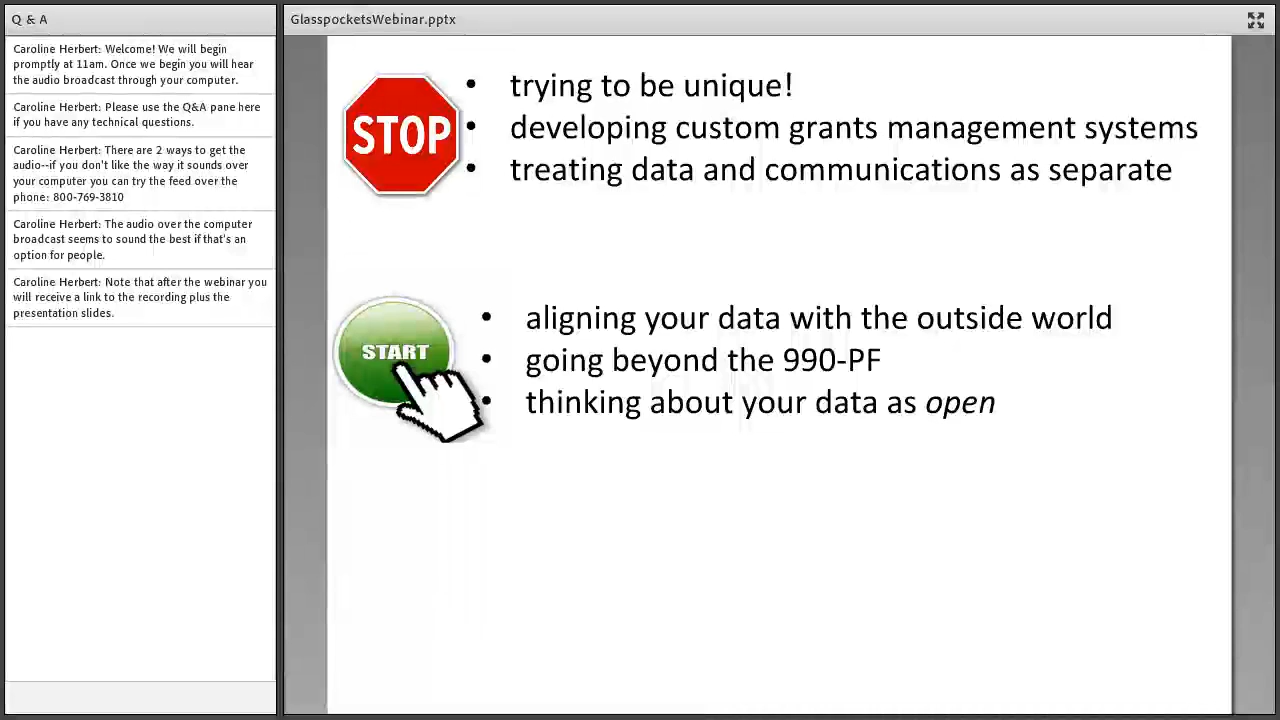 Q & A
Caroline Herbert: Welcome! We will begin
promptly at 11am. Once we begin you will hear
the audio broadcast through your computer.
Caroline Herbert: Please use the Q&A pane here
if you have any technical questions.
Caroline Herbert: There are 2 ways to get the
audio--if you don't like the way it sounds over
your computer you can try the feed over the
phone: 800-769-3810
Caroline Herbert: The audio over the computer
broadcast seems to sound the best if that's an
option for people.
Caroline Herbert: Note that after the webinar you
will receive a link to the recording plus the
presentation slides.
GlasspocketsWebinar.pptx
STOP
• trying to be unique!
• developing custom grants management systems
• treating data and communications as separate
START
• aligning your data with the outside world
• going beyond the 990-PF
• thinking about your data as open